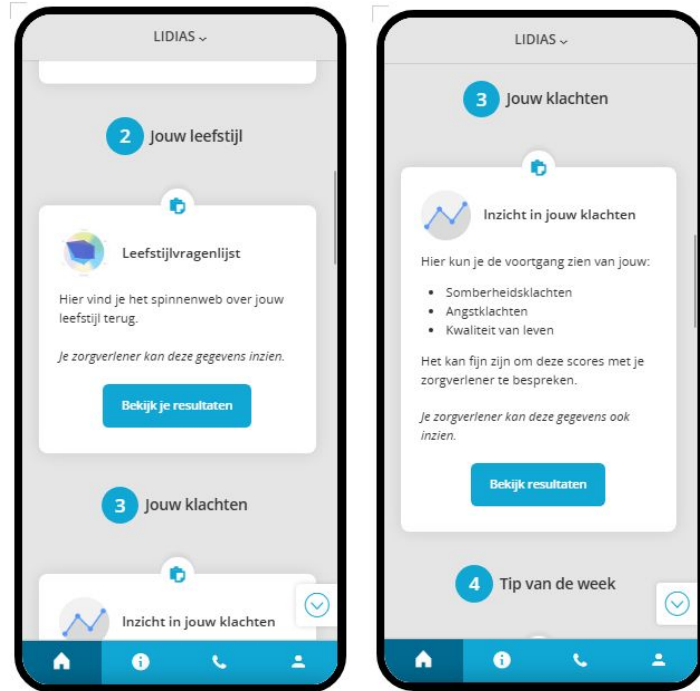 LIDIAS
2 Jouw leefstijl
Leefstijlvragenlijst
Hier vind je het spinnenweb over jouw
leefstijl terug.
Je zorgverlener kan deze gegevens inzien.
Bekijk je resultaten
3 Jouw klachten
Inzicht in jouw klachten
LIDIAS
3 Jouw klachten
Inzicht in jouw klachten
Hier kun je de voortgang zien van jouw:
• Somberheidsklachten
• Angstklachten
• Kwaliteit van leven
Het kan fijn zijn om deze scores met je
zorgverlener te bespreken.
Je zorgverlener kan deze gegevens ook
inzien.
Bekijk resultaten
4 Tip van de week